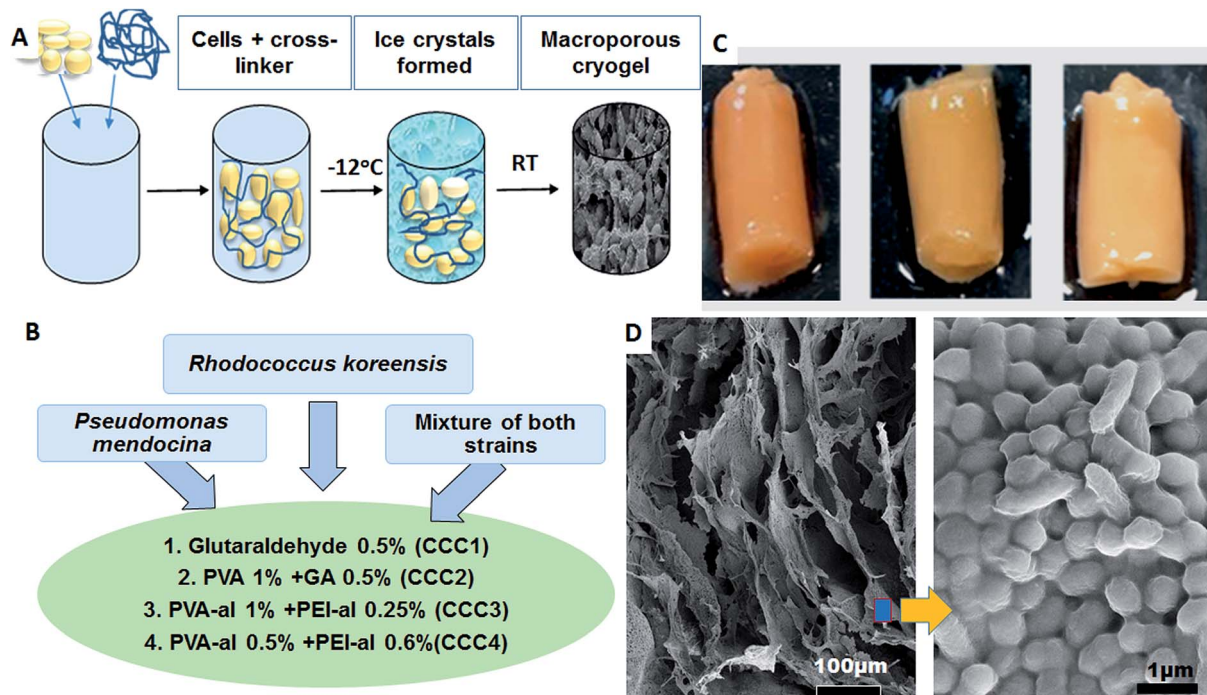 A
Cells + cross-
linker
Ice crystals
formed
Macroporous
cryogel
-12°C
RT
B
Rhodococcus koreensis
Pseudomonas
mendocina
Mixture of both
strains
1. Glutaraldehyde 0.5% (CCC1)
2. PVA 1% +GA 0.5% (CCC2)
3. PVA-al 1% +PEI-al 0.25% (CCC3)
4. PVA-al 0.5% +PEI-al 0.6%(CCC4)
C
D
100μm
1μm